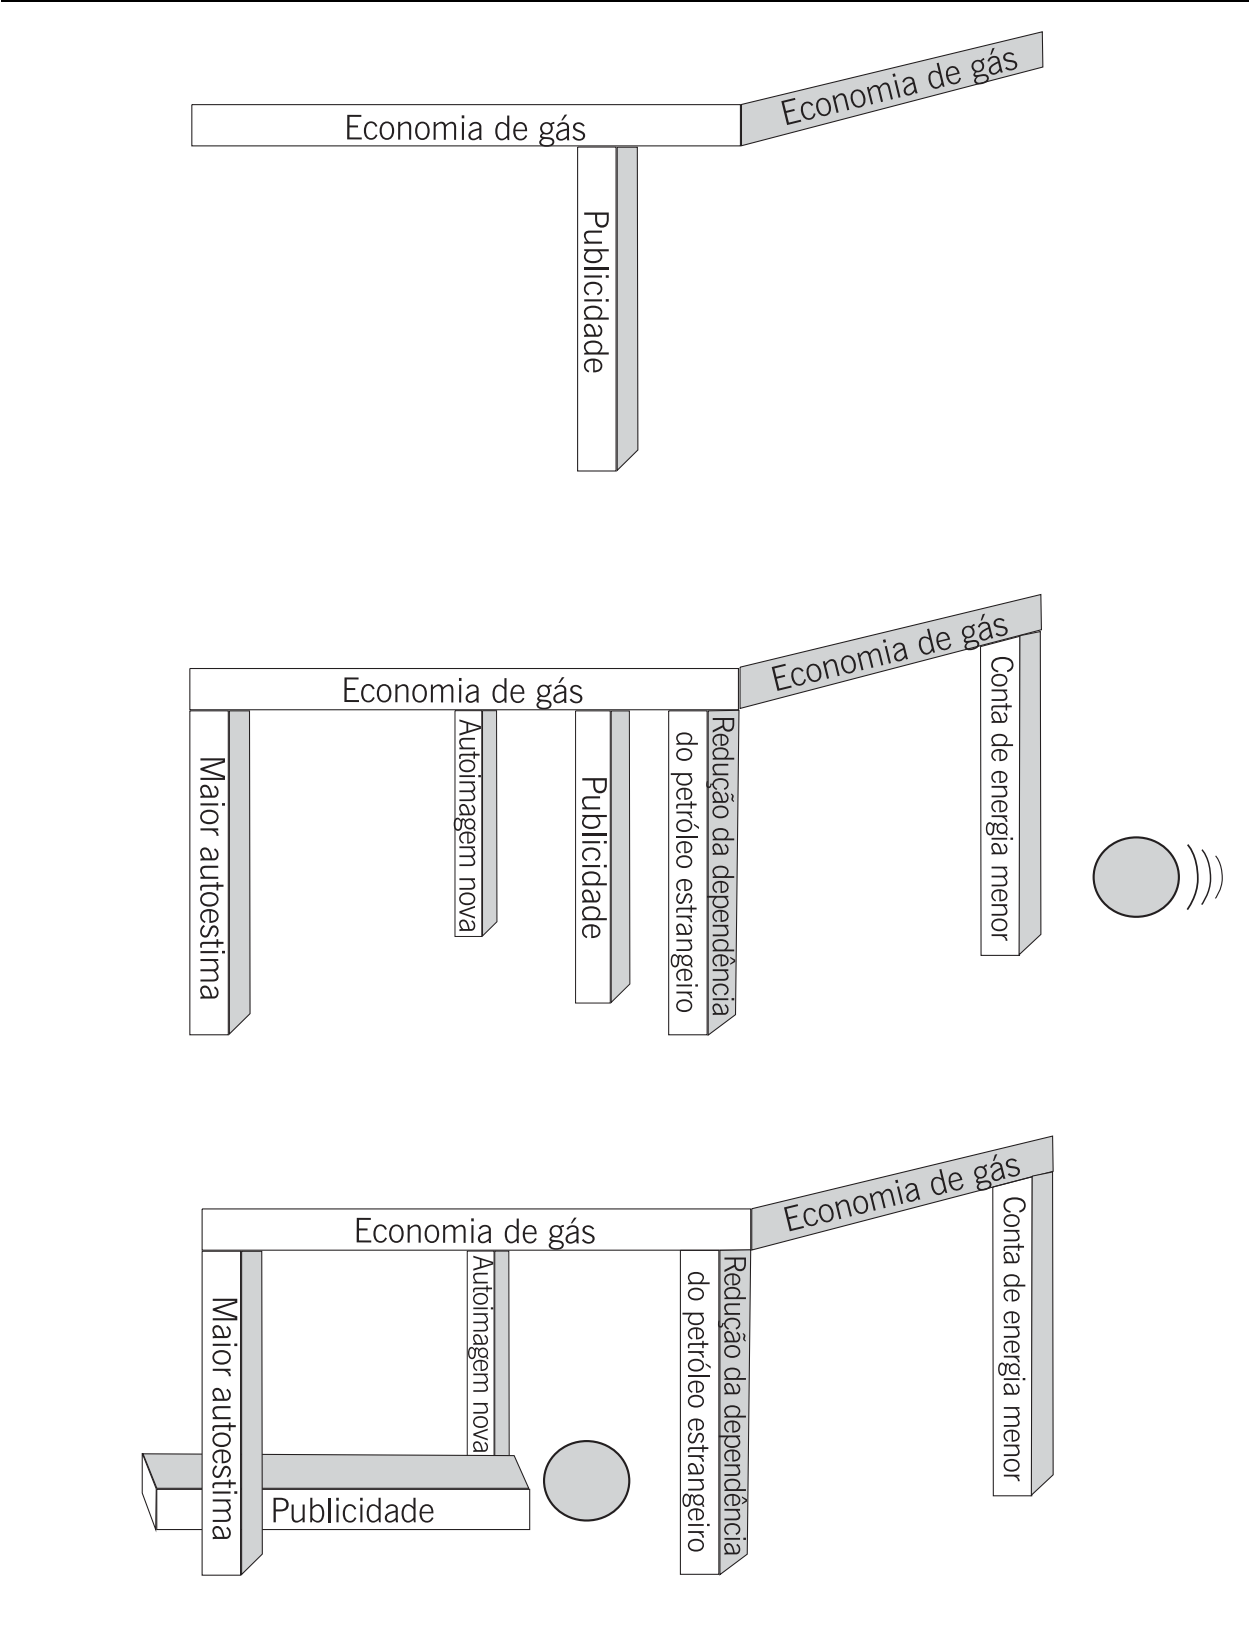 Economia de gás
Economia de gás
Publicidade
Economia de gás
Economia de gás
Maior autoestima
Autoimagem nova
Publicidade
Redução da dependência
do petróleo estrangeiro
Conta de energia menor
Economia de gás
Economia de gás
Maior autoestima
Autoimagem nova
Publicidade
Redução da dependência
do petróleo estrangeiro
Conta de energia menor